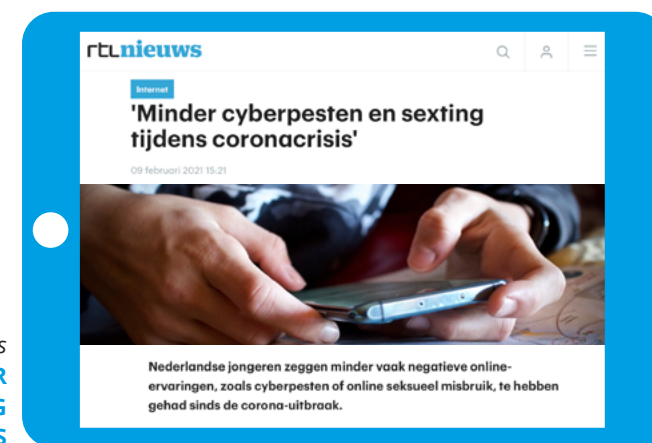 rtlnieuws
Internet
'Minder cyberpesten en sexting
tijdens coronacrisis'
09 februari 2021 15:21
Nederlandse jongeren zeggen minder vaak negatieve online-
ervaringen, zoals cyberpesten of online seksueel misbruik, te hebben
gehad sinds de corona-uitbraak.
S
R
G
S